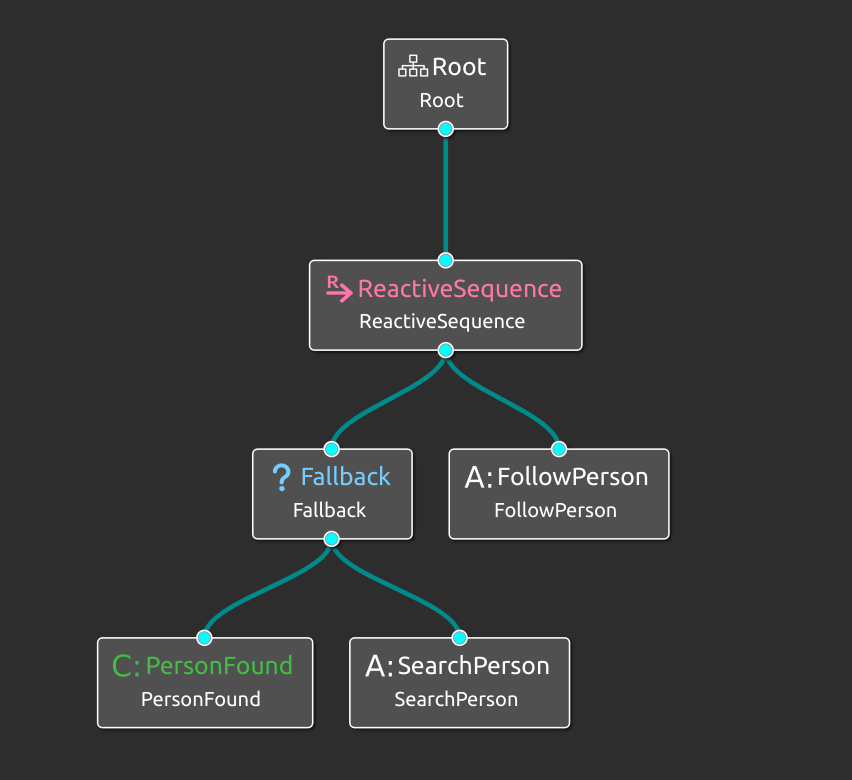 Root
Root
R ReactiveSequence
ReactiveSequence
? Fallback
Fallback
A: FollowPerson
FollowPerson
C: PersonFound
PersonFound
A: SearchPerson
SearchPerson